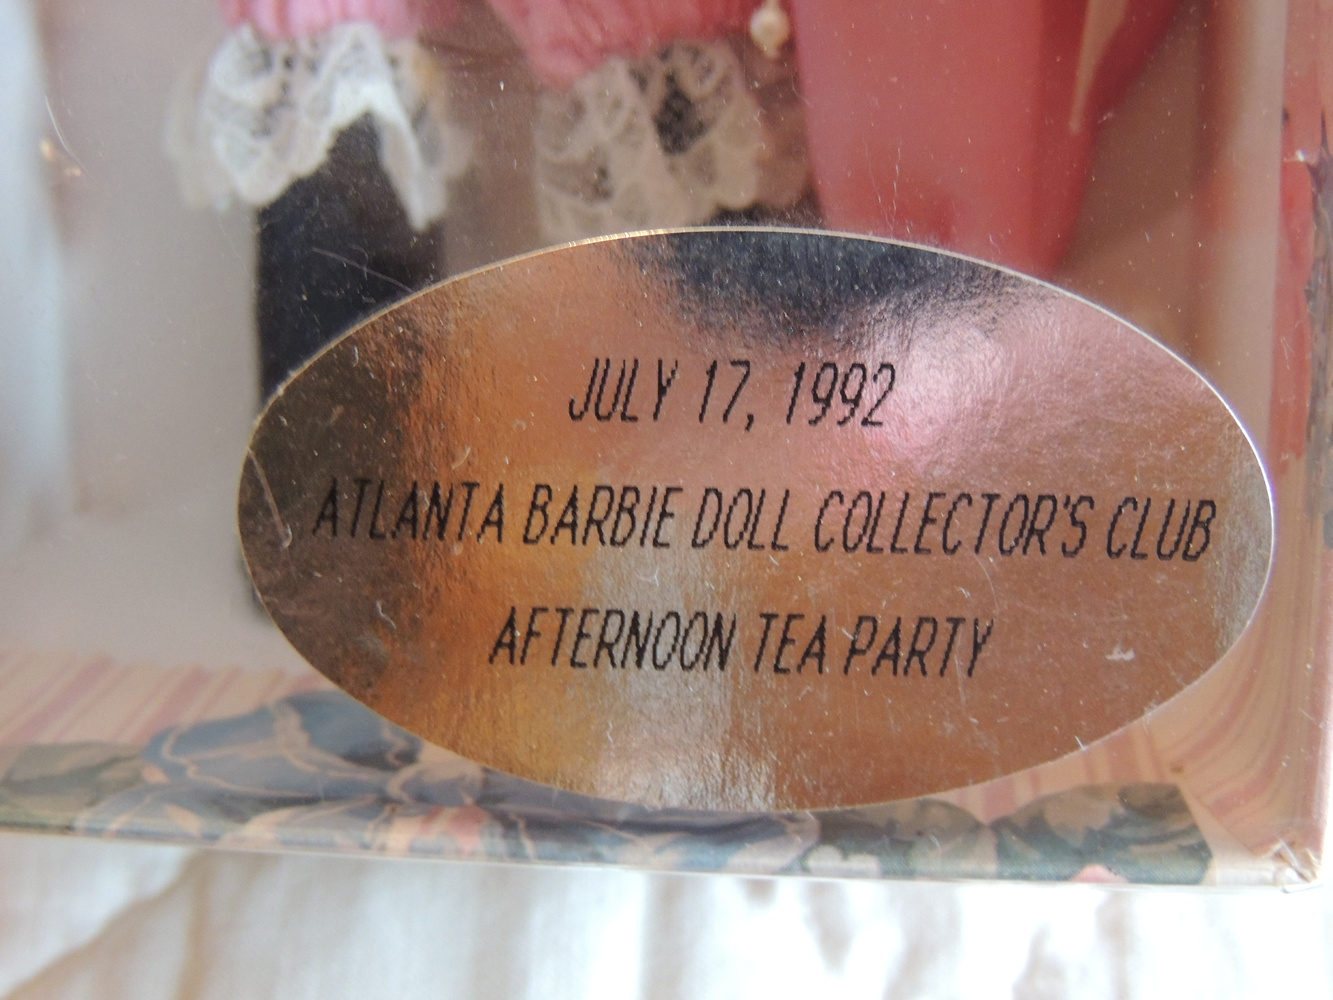 JULY 17, 1992
ATLANTA BARBIE DOLL COLLECTOR'S CLUB
AFTERNOON TEA PARTY